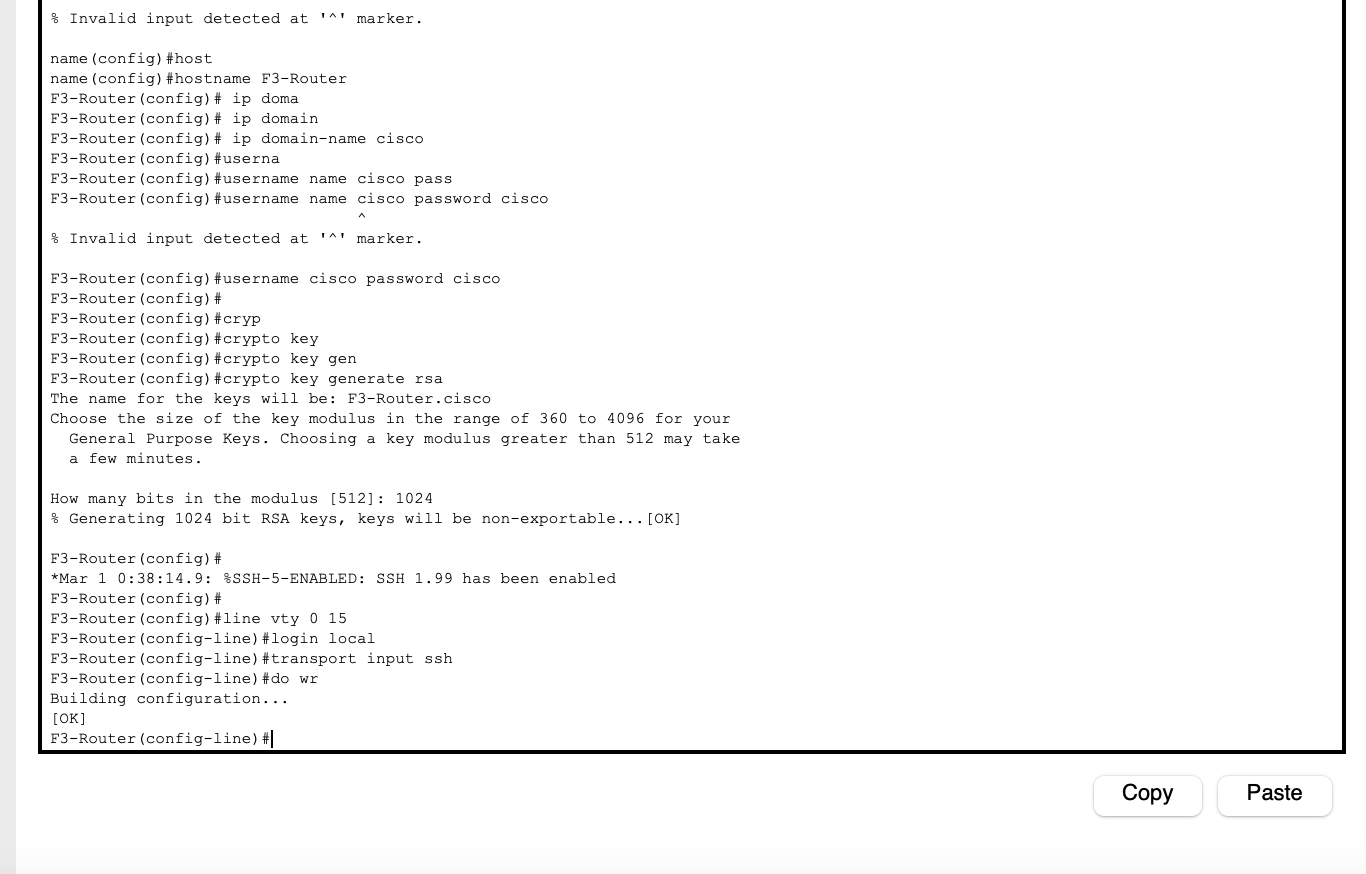 % Invalid input detected at '^' marker.
name(config)#host
name(config)#hostname F3-Router
F3-Router(config)# ip doma
F3-Router(config)# ip domain
F3-Router(config)# ip domain-name cisco
F3-Router(config)#userna
F3-Router(config)#username name cisco pass
F3-Router(config)#username name cisco password cisco
^
% Invalid input detected at '^' marker.
F3-Router(config)#username cisco password cisco
F3-Router(config)#
F3-Router(config)#cryp
F3-Router(config)#crypto key
F3-Router(config)#crypto key gen
F3-Router(config)#crypto key generate rsa
The name for the keys will be: F3-Router.cisco
Choose the size of the key modulus in the range of 360 to 4096 for your
General Purpose Keys. Choosing a key modulus greater than 512 may take
a few minutes.
How many bits in the modulus [512]: 1024
% Generating 1024 bit RSA keys, keys will be non-exportable...[OK]
F3-Router(config)#
*Mar 1 0:38:14.9: %SSH-5-ENABLED: SSH 1.99 has been enabled
F3-Router(config)#
F3-Router(config)#line vty 0 15
F3-Router(config-line)#login local
F3-Router(config-line)#transport input ssh
F3-Router(config-line)#do wr
Building configuration...
[OK]
F3-Router(config-line)#
Copy
Paste